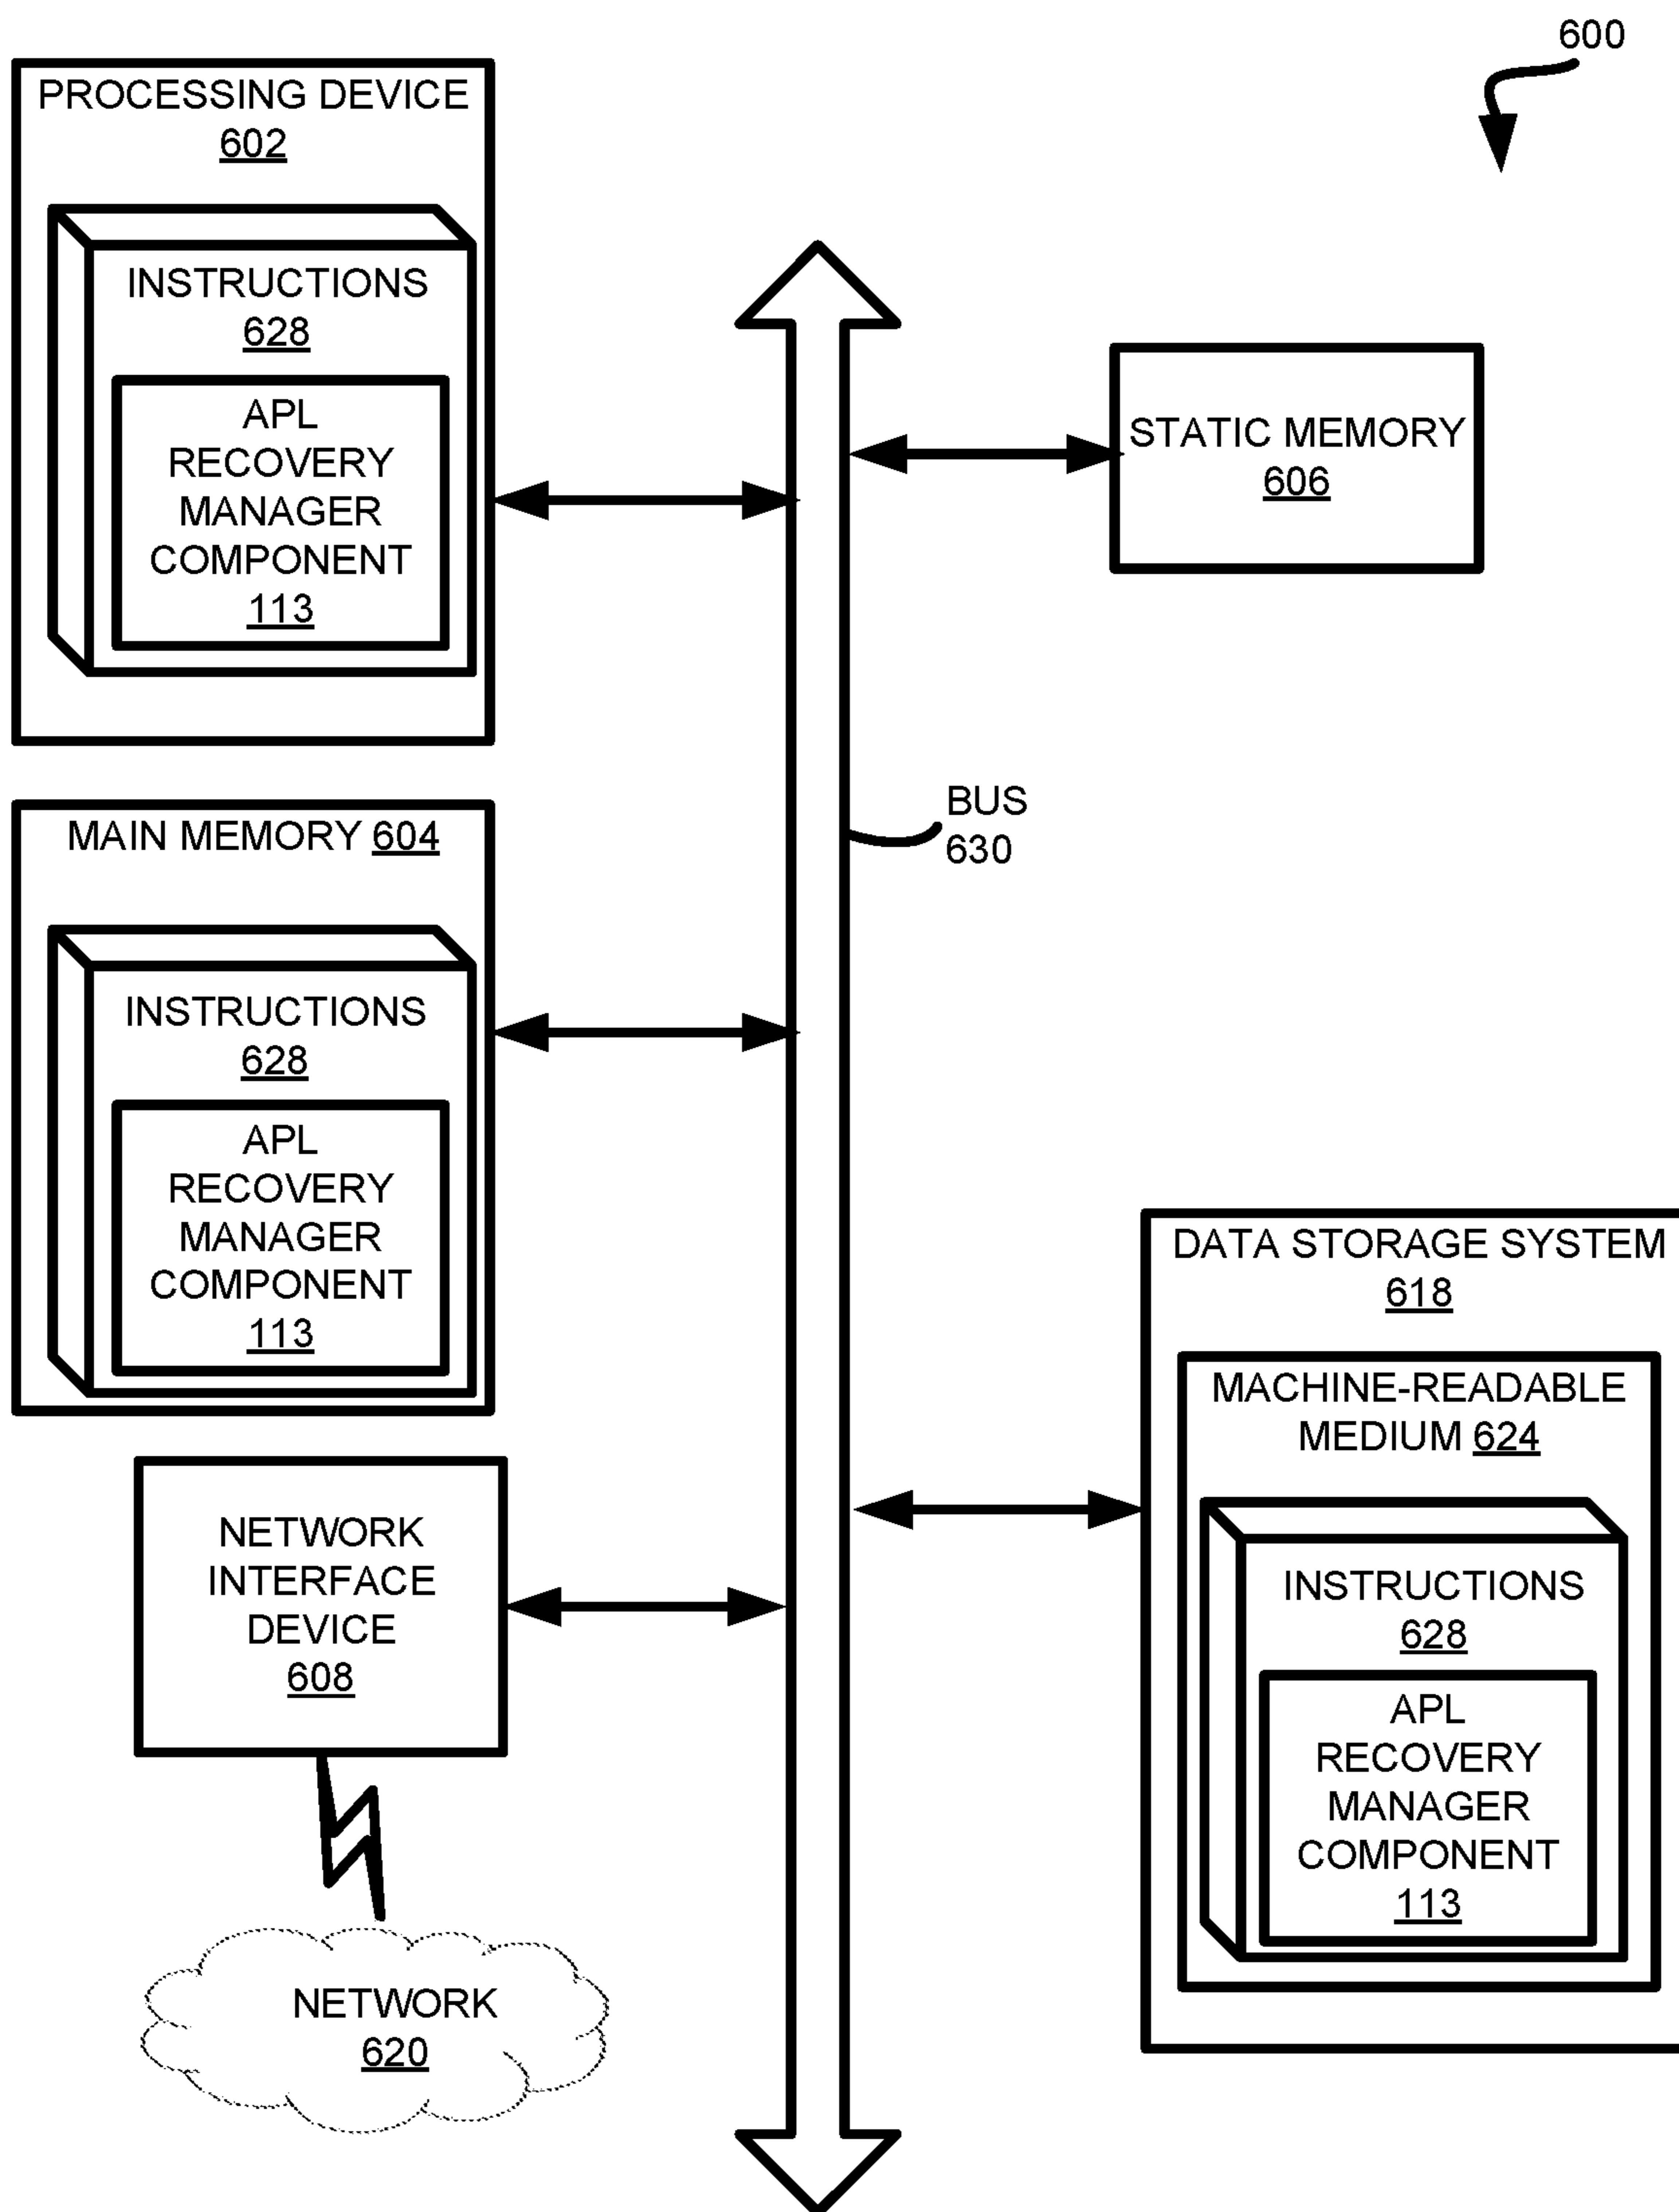 600
PROCESSING DEVICE
602
INSTRUCTIONS
628
APL
RECOVERY
MANAGER
COMPONENT
113
STATIC MEMORY
606
BUS
630
MAIN MEMORY 604
INSTRUCTIONS
628
APL
RECOVERY
MANAGER
COMPONENT
113
DATA STORAGE SYSTEM
618
MACHINE-READABLE
MEDIUM 624
INSTRUCTIONS
628
APL
RECOVERY
MANAGER
COMPONENT
113
NETWORK
INTERFACE
DEVICE
608
NETWORK
620